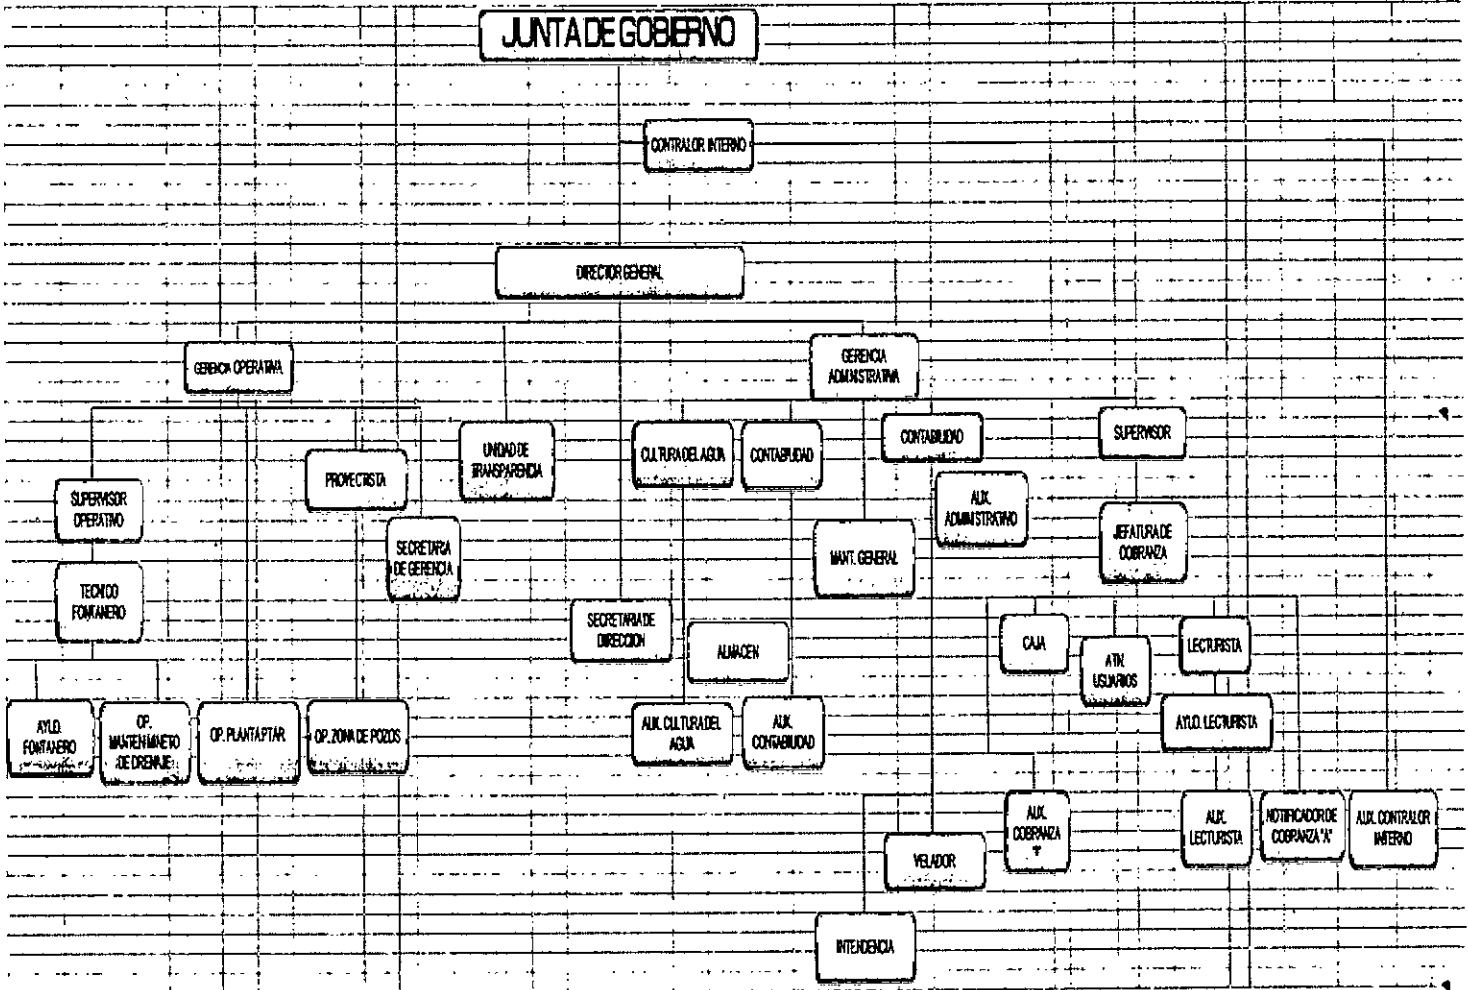 JUNTA DE GOBIERNO
CONTRALOR INTERNO
DIRECTOR GENERAL
GERENCIA OPERATIVA
GERENCIA
ADMINISTRATIVA
UNIDAD DE
TRANSPARENCIA
CULTURA DEL AGUA
CONTABILIDAD
CONTABILIDAD
SUPERVISOR
PROYECTISTA
SUPERVISOR
OPERATIVO
AUX.
ADMINISTRATIVO
SECRETARIA
DE GERENCIA
MANT. GENERAL
JEFATURA DE
COBRANZA
TECNICO
FONTANERO
SECRETARIA DE
DIRECCION
ALMACEN
CAJA
ATN.
USUARIOS
LECTURISTA
AYUD. LECTURISTA
AYUD.
FONTANERO
OP.
MANTENIMINETO
DE DRENAJE
OP. PLANTA PTAR
OP. ZONA DE POZOS
AUX. CULTURA DEL
AGUA
AUX.
CONTABILIDAD
AUX.
COBRANZA
AUX.
LECTURISTA
NOTIFICADOR DE
COBRANZA "A"
AUX. CONTRALOR
INTERNO
VELADOR
INTENDENCIA